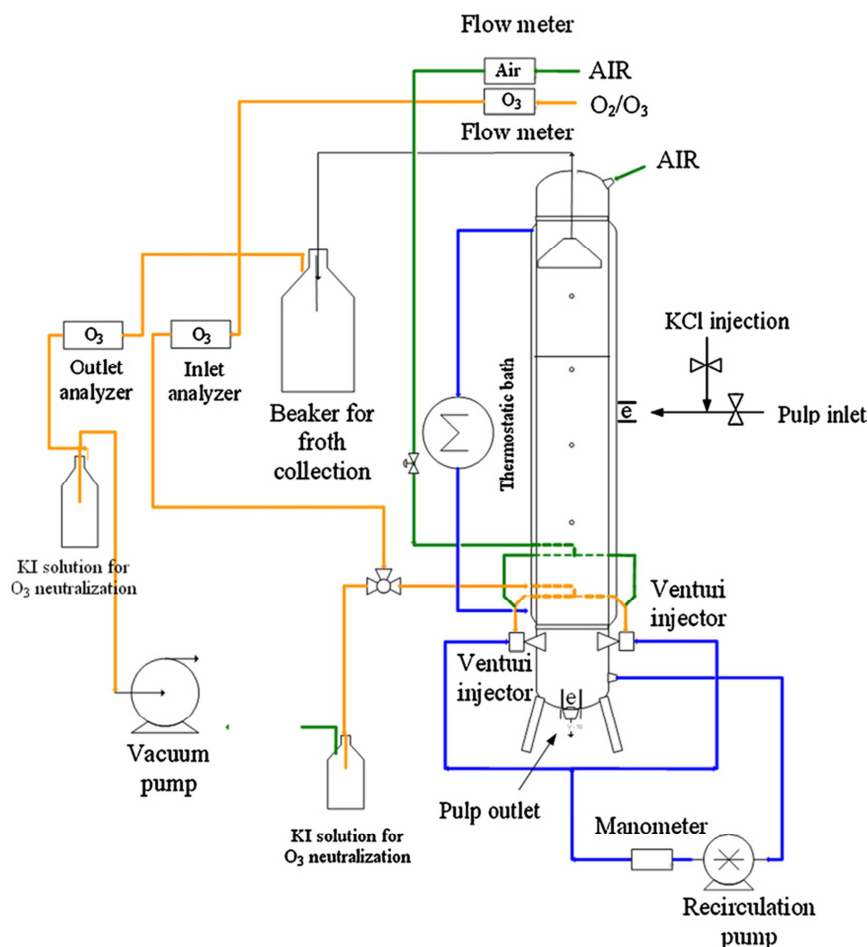 Flow meter
Air
AIR
O₃
O₂/O₃
Flow meter
AIR
KCl injection
O₃
O₃
Outlet
analyzer
Inlet
analyzer
Beaker for
froth
collection
Thermostatic bath
e
Pulp inlet
KI solution for
O₃ neutralization
Venturi
injector
Venturi
injector
e
Vacuum
pump
Pulp outlet
KI solution for
O₃ neutralization
Manometer
Recirculation
pump